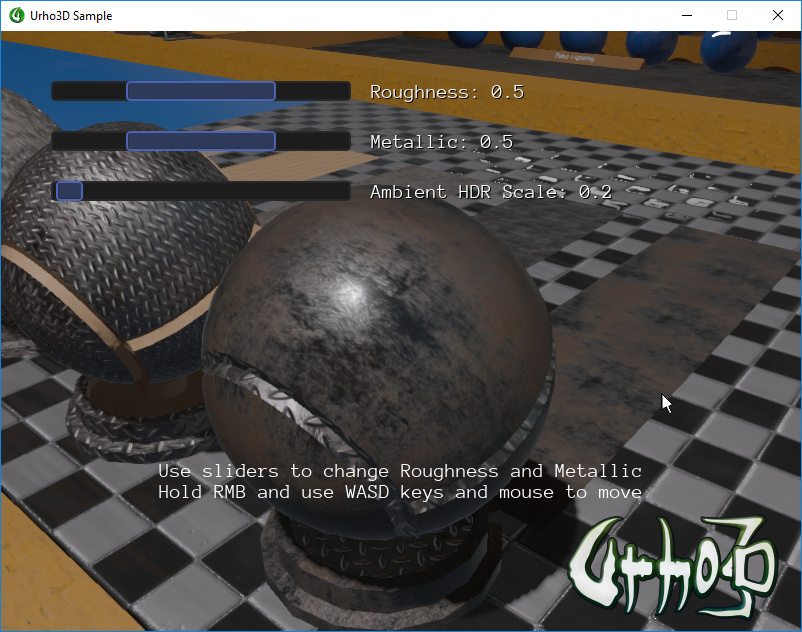 Urho3D Sample
Roughness: 0.5
Metallic: 0.5
Ambient HDR Scale: 0.2
Use sliders to change Roughness and Metallic
Hold RMB and use WASD keys and mouse to move
Urho3D